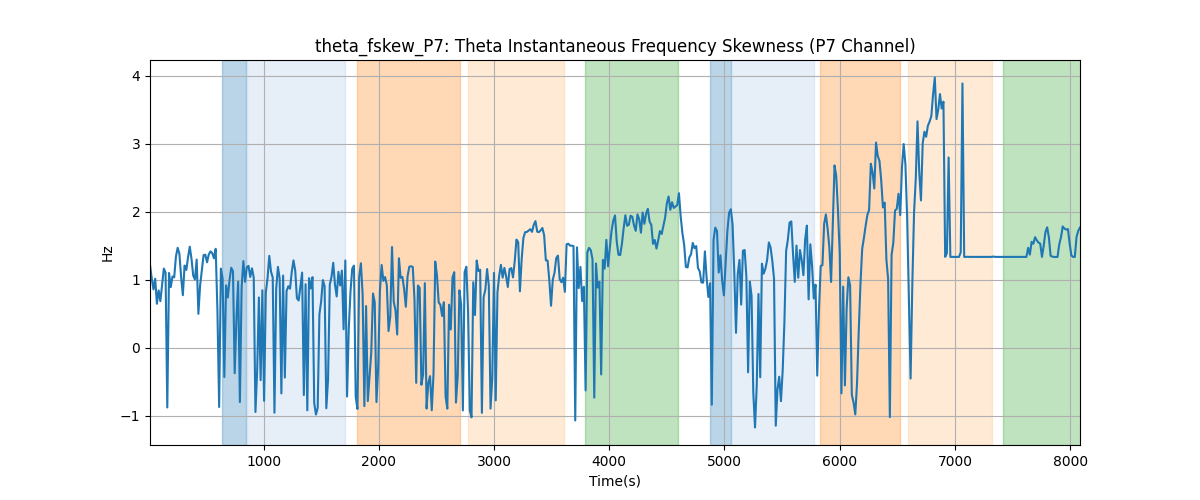 theta_fskew_P7: Theta Instantaneous Frequency Skewness (P7 Channel)
4
3
2
1
0
−1
Hz
1000 2000 3000 4000 5000 6000 7000 8000
Time(s)